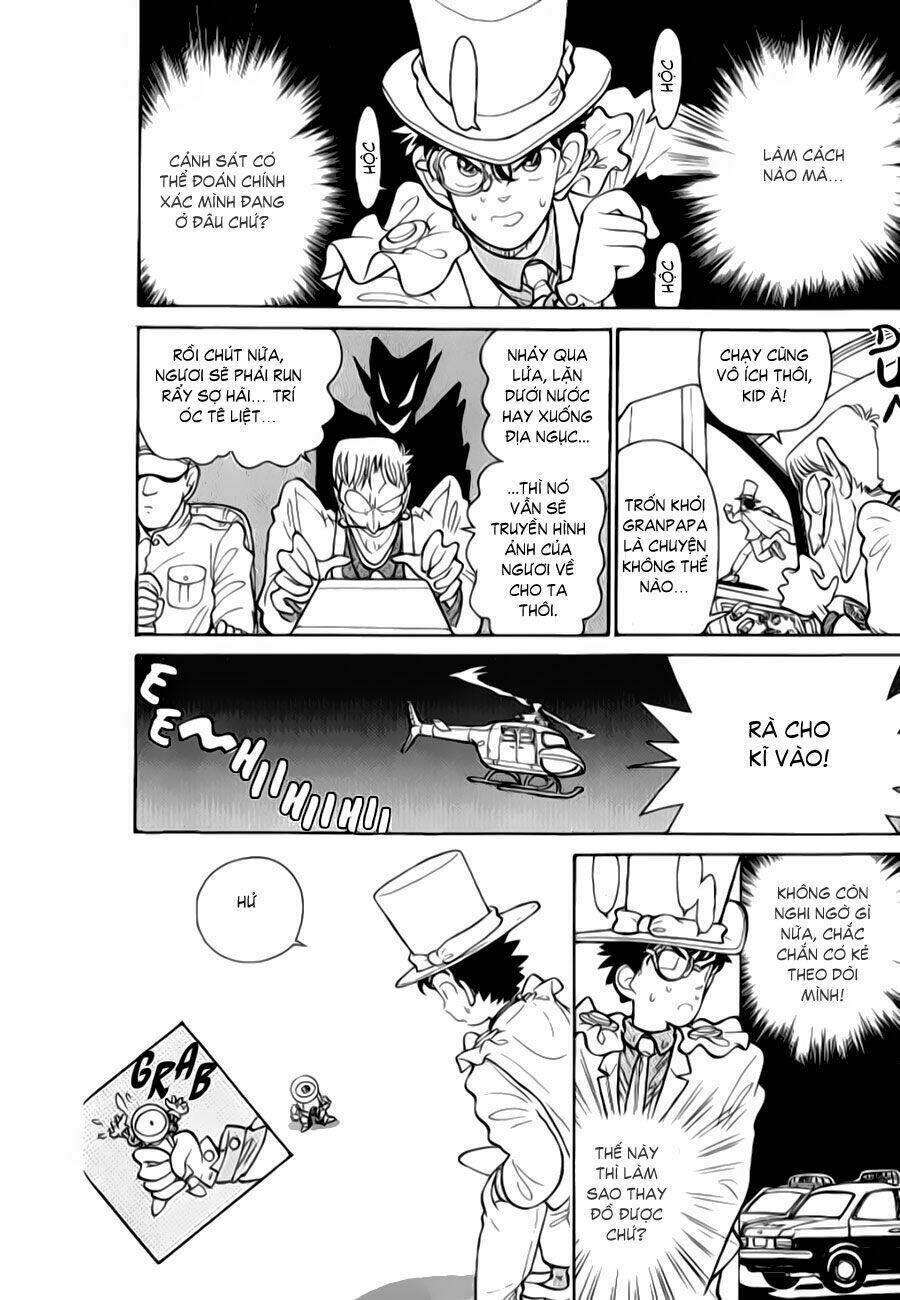 LÀM CÁCH
NÀO MÀ...
HỘC
HỘC
HỘC
CẢNH SÁT CÓ
THỂ ĐOÁN CHÍNH
XÁC MÌNH ĐANG
Ở ĐÂU CHỨ?
CHẠY CŨNG
VÔ ÍCH THÔI,
KID À!
TRỐN KHỎI
GRANPAPA
LÀ CHUYỆN
KHÔNG THỂ
NÀO...
NHẢY QUA
LỬA, LẶN
DƯỚI NƯỚC
HAY XUỐNG
ĐỊA NGỤC...
...THÌ NÓ
VẪN SẼ
TRUYỀN HÌNH
ẢNH CỦA
NGƯƠI VỀ
CHO TA
THÔI.
RỒI CHÚT NỮA,
NGƯƠI SẼ PHẢI RUN
RẨY SỢ HÃI... TRÍ
ÓC TÊ LIỆT...
RÀ CHO
KĨ VÀO!
KHÔNG CÒN
NGHI NGỜ GÌ
NỮA, CHẮC
CHẮN CÓ KẺ
THEO DÕI
MÌNH!
THẾ NÀY
THÌ LÀM
SAO THAY
ĐỒ ĐƯỢC
CHỨ?
HỬ
GRAB